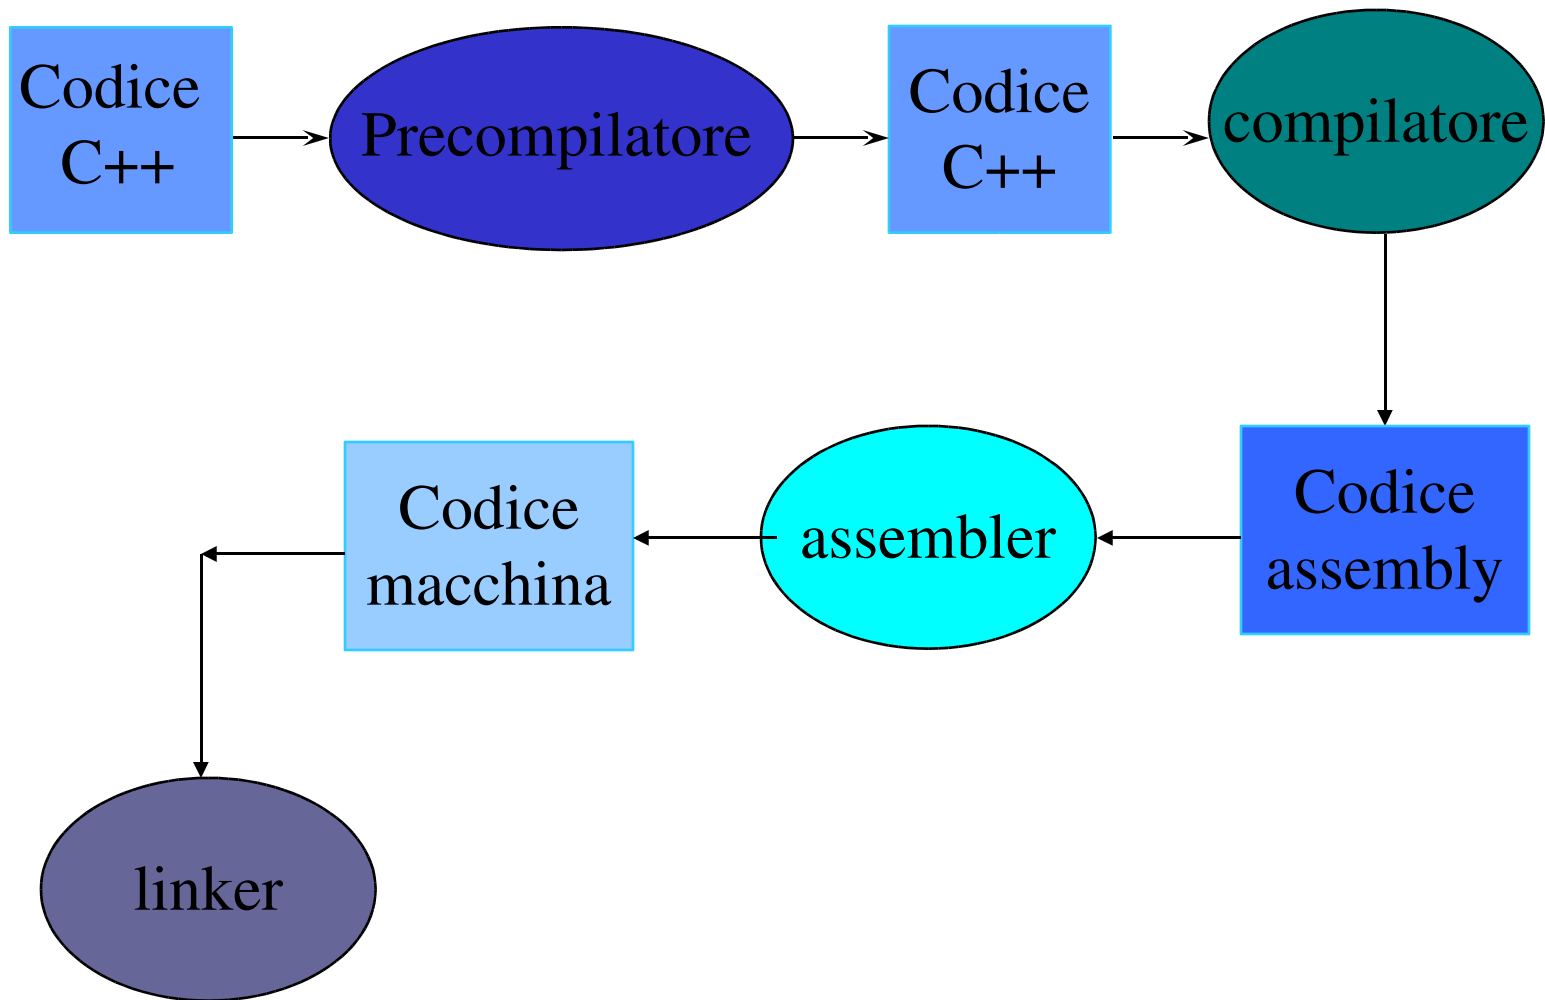 Codice
C++
Precompilatore
Codice
C++
compilatore
Codice
assembly
assembler
Codice
macchina
linker